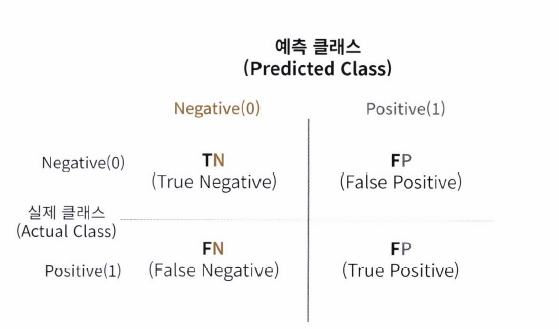 예측 클래스
(Predicted Class)
Negative(0) Positive(1)
Negative(0) TN FP
(True Negative) (False Positive)
실제 클래스
(Actual Class)
FN FP
Positive(1) (False Negative) (True Positive)